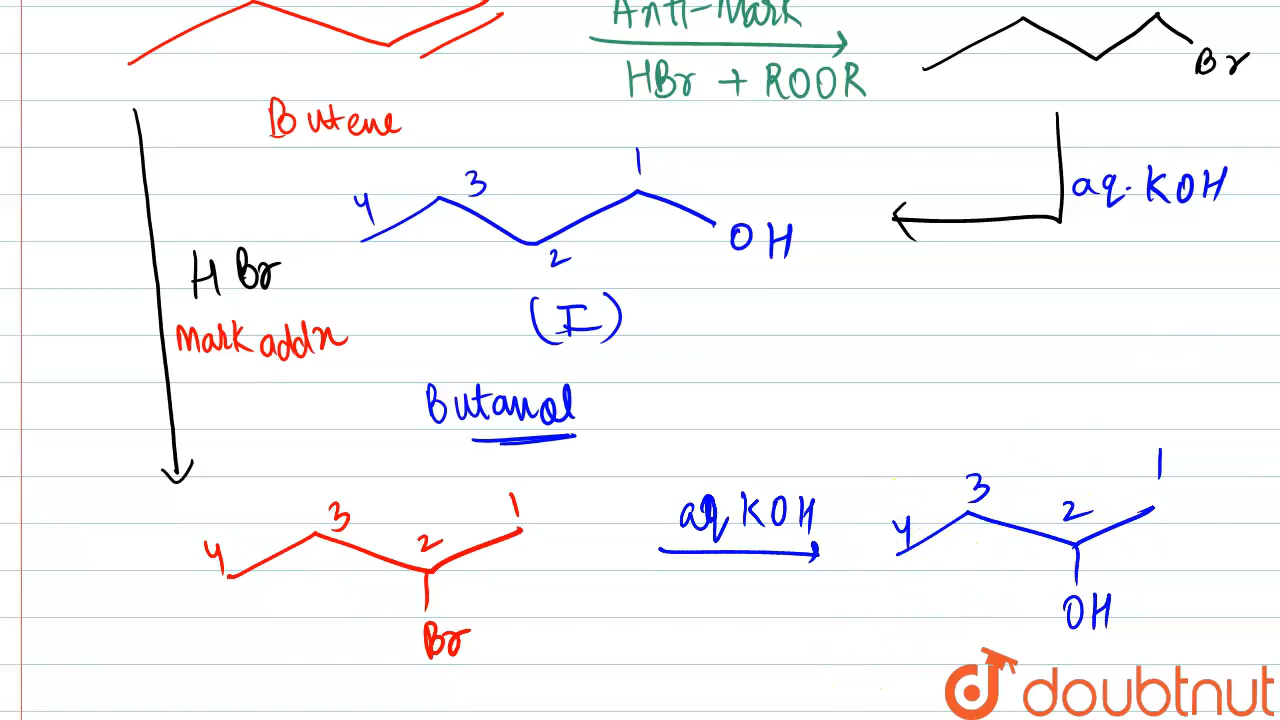 Anti-Mark
HBr + ROOR
Br
Butene
aq. KOH
4 3 2 1
OH
(I)
HBr
Mark addn
Butanol
4 3 2 1
Br
aq KOH
4 3 2 1
OH
doubtnut